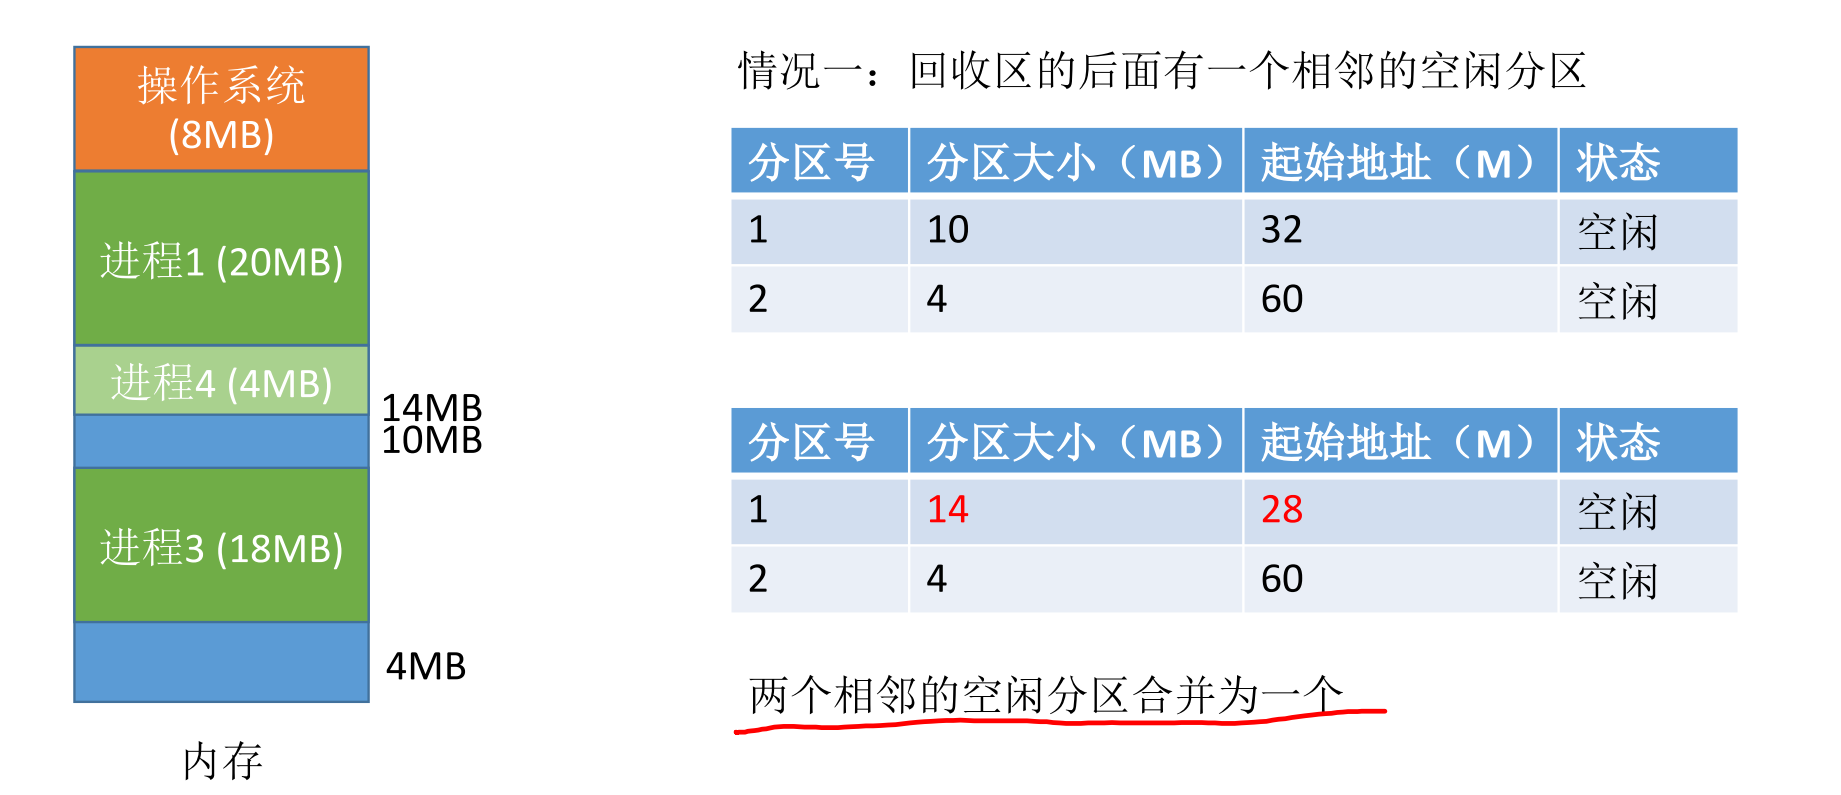 操作系统
(8MB)
进程1 (20MB)
进程4 (4MB)
14MB
10MB
进程3 (18MB)
4MB
内存
情况一：回收区的后面有一个相邻的空闲分区
分区号 分区大小（MB） 起始地址（M） 状态
1 10 32 空闲
2 4 60 空闲
分区号 分区大小（MB） 起始地址（M） 状态
1 14 28 空闲
2 4 60 空闲
两个相邻的空闲分区合并为一个